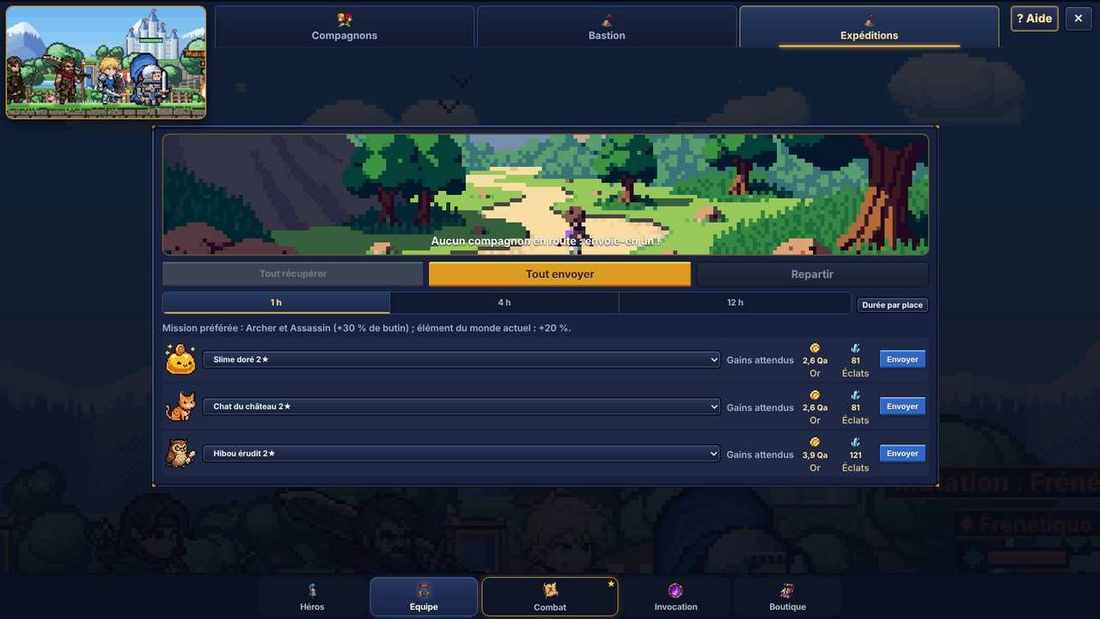 Compagnons
Bastion
Expéditions
? Aide
×
Aucun compagnon en route : envoie-en un !
Tout récupérer
Tout envoyer
Repartir
1 h
4 h
12 h
Durée par place
Mission préférée : Archer et Assassin (+30 % de butin) ; élément du monde actuel : +20 %.
Slime doré 2★
Gains attendus
2,6 Qa
Or
81
Éclats
Envoyer
Chat du château 2★
Gains attendus
2,6 Qa
Or
81
Éclats
Envoyer
Hibou érudit 2★
Gains attendus
3,9 Qa
Or
121
Éclats
Envoyer
Frénétique
Héros
Équipe
Combat
Invocation
Boutique